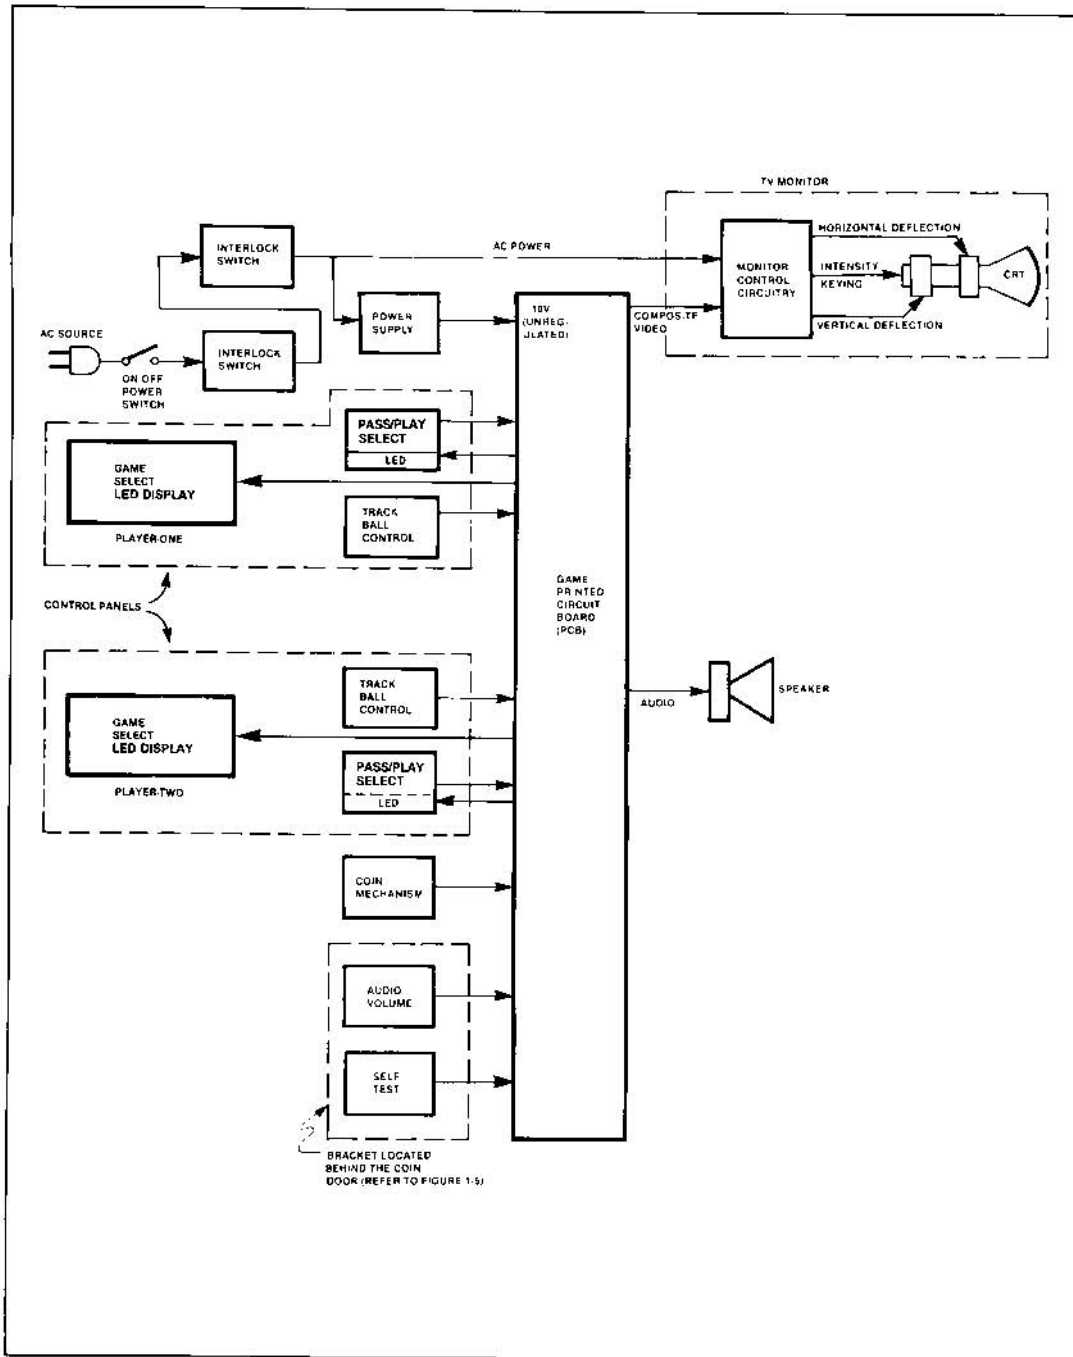 TV MONITOR
INTERLOCK
SWITCH
AC POWER
MONITOR
CONTROL
CIRCUITRY
HORIZONTAL DEFLECTION
INTENSITY
KEYING
VERTICAL DEFLECTION
CRT
POWER
SUPPLY
10V
(UNREG-
ULATED)
COMPOSITE
VIDEO
AC SOURCE
ON OFF
POWER
SWITCH
INTERLOCK
SWITCH
PASS/PLAY
SELECT
LED
GAME
SELECT
LED DISPLAY
PLAYER-ONE
TRACK
BALL
CONTROL
CONTROL PANELS
GAME
PRINTED
CIRCUIT
BOARD
(PCB)
TRACK
BALL
CONTROL
GAME
SELECT
LED DISPLAY
PLAYER-TWO
PASS/PLAY
SELECT
LED
AUDIO
SPEAKER
COIN
MECHANISM
AUDIO
VOLUME
SELF
TEST
BRACKET LOCATED
BEHIND THE COIN
DOOR (REFER TO FIGURE 1-5)